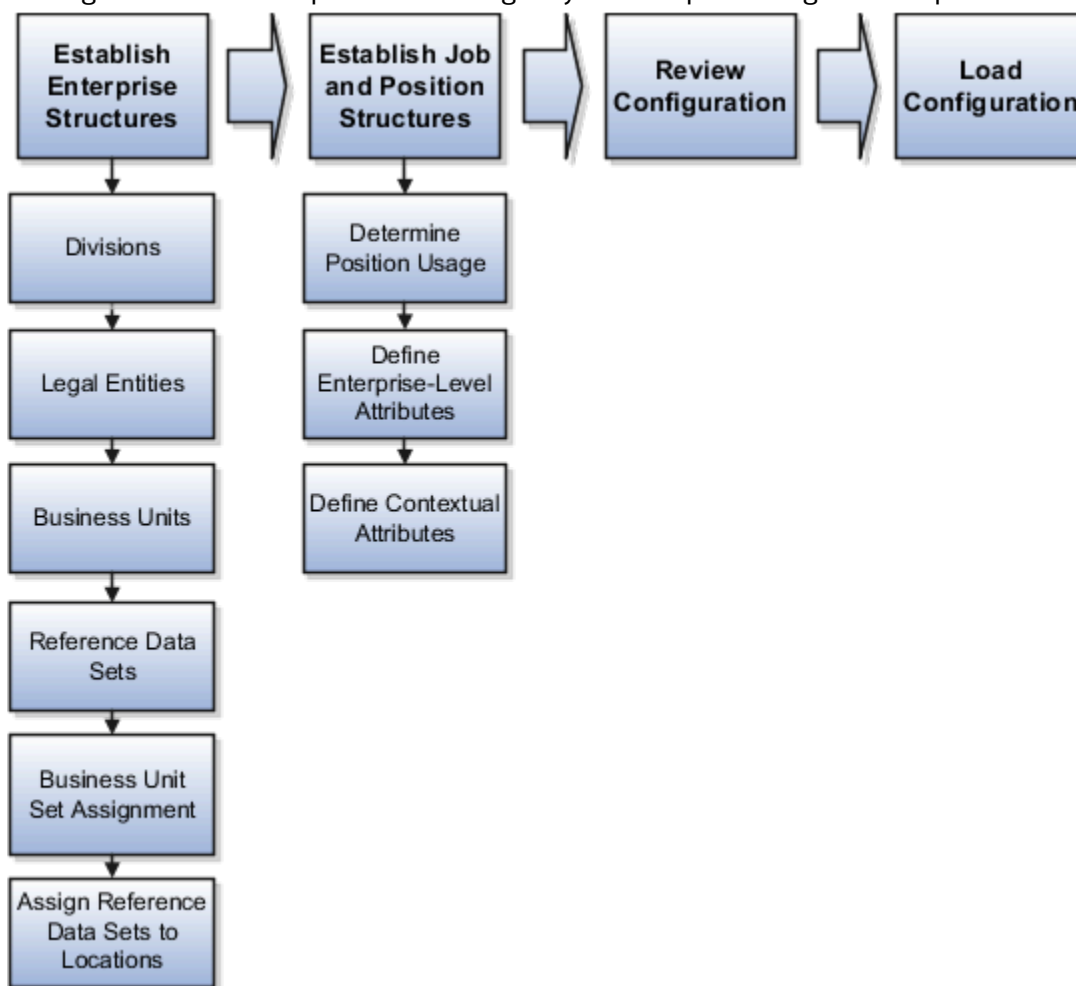 Establish
Enterprise
Structures
Establish Job
and Position
Structures
Review
Configuration
Load
Configuration
Divisions
Legal Entities
Business Units
Reference Data
Sets
Business Unit
Set Assignment
Assign Reference
Data Sets to
Locations
Determine
Position Usage
Define
Enterprise-Level
Attributes
Define Contextual
Attributes